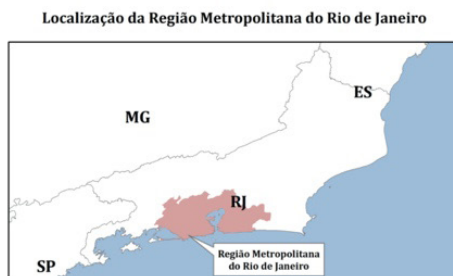 Localização da Região Metropolitana do Rio de Janeiro
ES
MG
RJ
Região Metropolitana
do Rio de Janeiro
SP